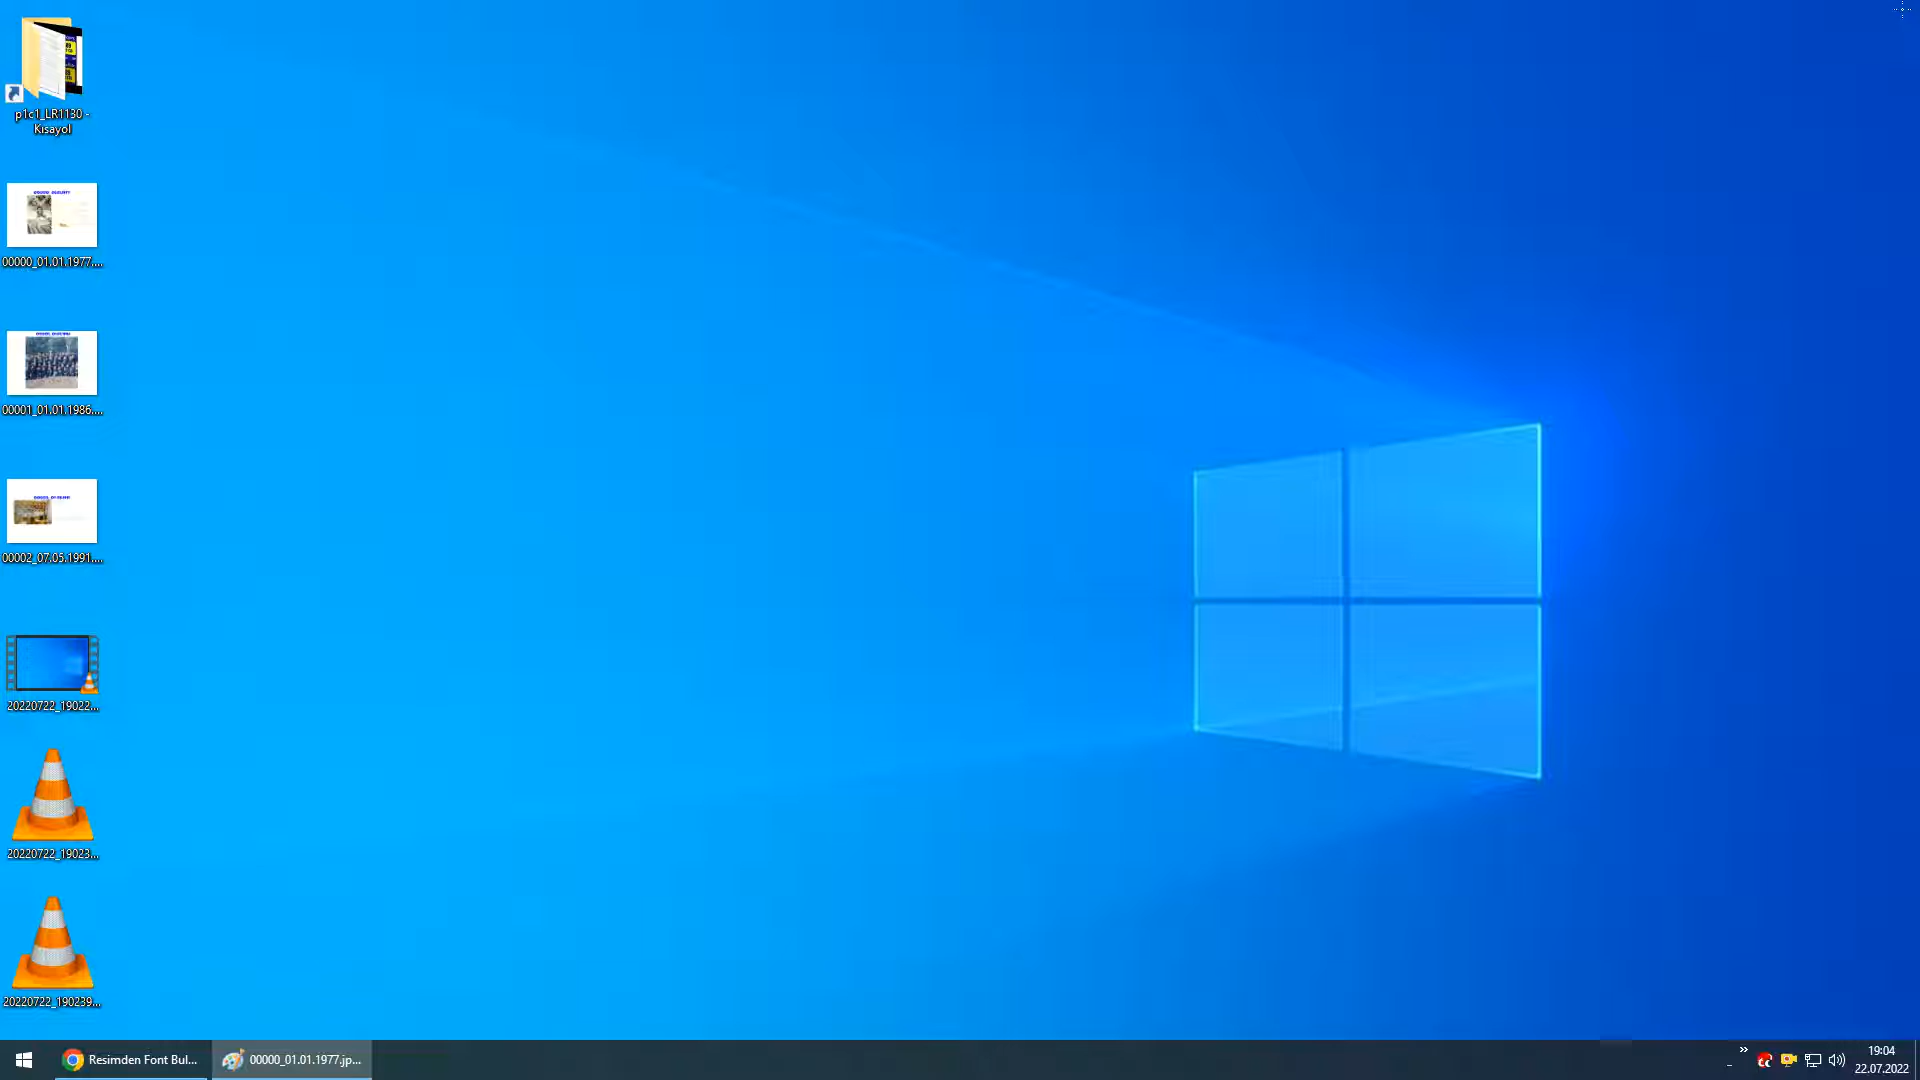 p1c1_LR1130 -
Kısayol
00000_01.01.1977....
00001_01.01.1986....
00002_07.05.1991....
20220722_19022...
20220722_19023...
20220722_190239...
Resimden Font Bul...
00000_01.01.1977.jp...
19:04
22.07.2022